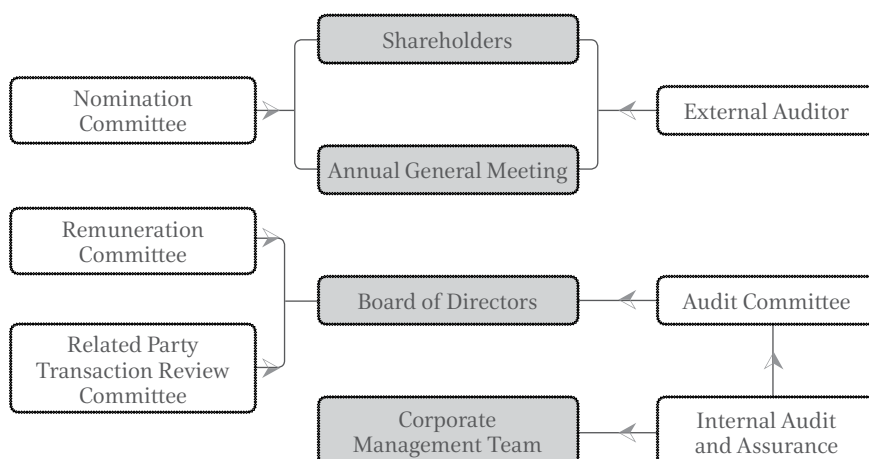 Shareholders
Nomination
Committee
External Auditor
Annual General Meeting
Remuneration
Committee
Board of Directors
Audit Committee
Related Party
Transaction Review
Committee
Corporate
Management Team
Internal Audit
and Assurance